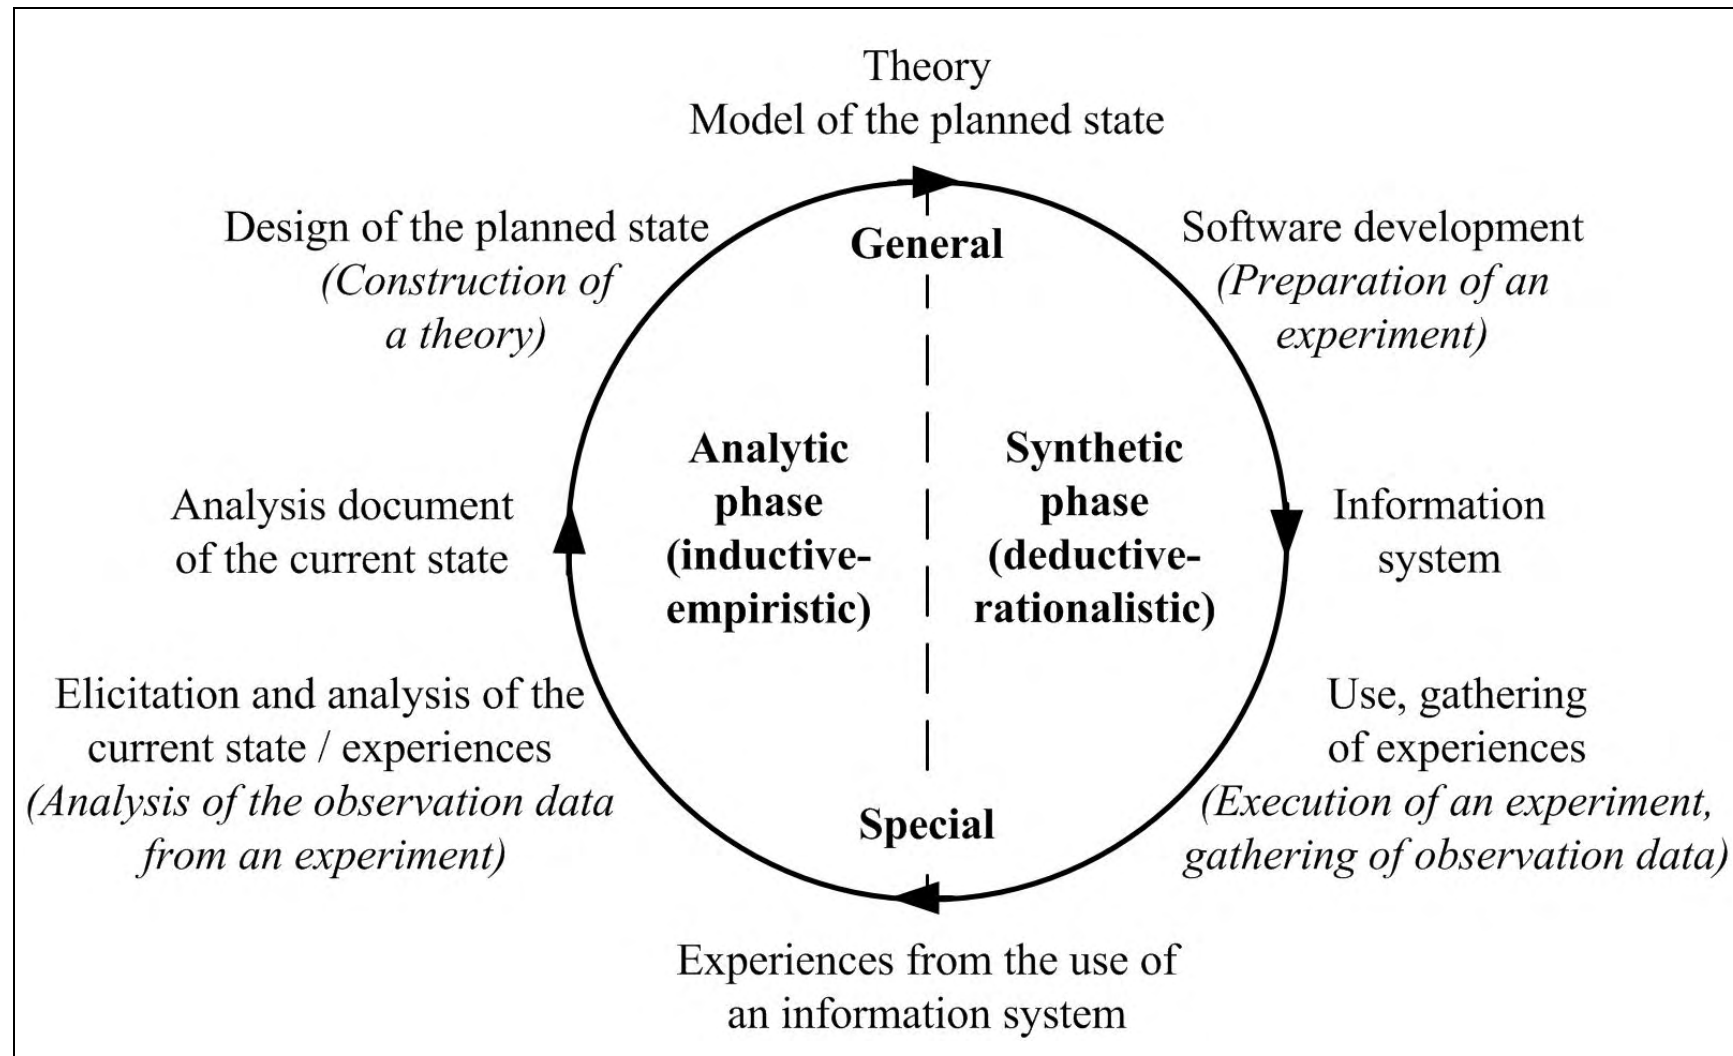 Theory
Model of the planned state
Design of the planned state
(Construction of
a theory)
General
Software development
(Preparation of an
experiment)
Analysis document
of the current state
Analytic
phase
(inductive-
empiristic)
Synthetic
phase
(deductive-
rationalistic)
Information
system
Elicitation and analysis of the
current state / experiences
(Analysis of the observation data
from an experiment)
Special
Use, gathering
of experiences
(Execution of an experiment,
gathering of observation data)
Experiences from the use of
an information system